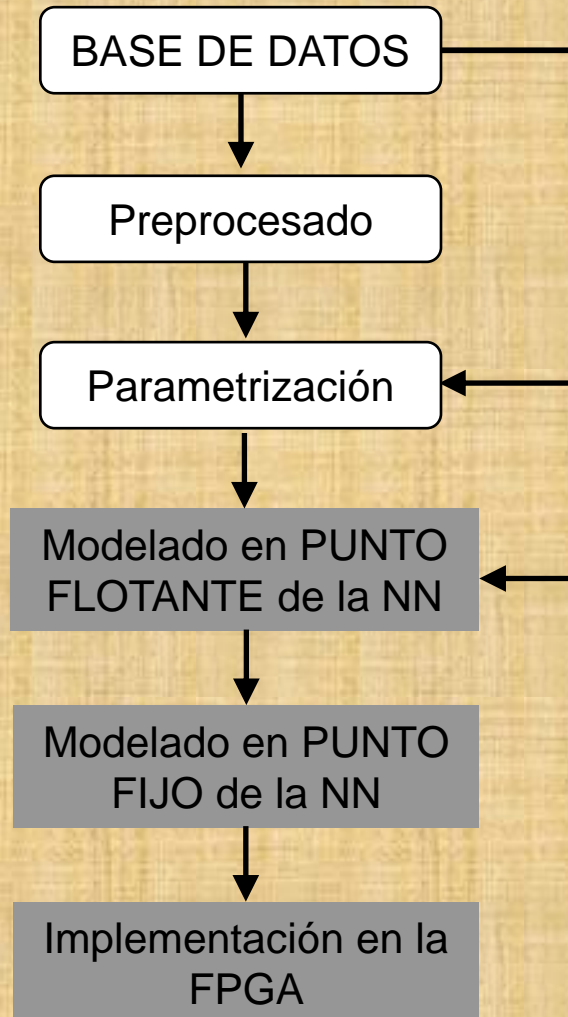 BASE DE DATOS
Preprocesado
Parametrización
Modelado en PUNTO
FLOTANTE de la NN
Modelado en PUNTO
FIJO de la NN
Implementación en la
FPGA